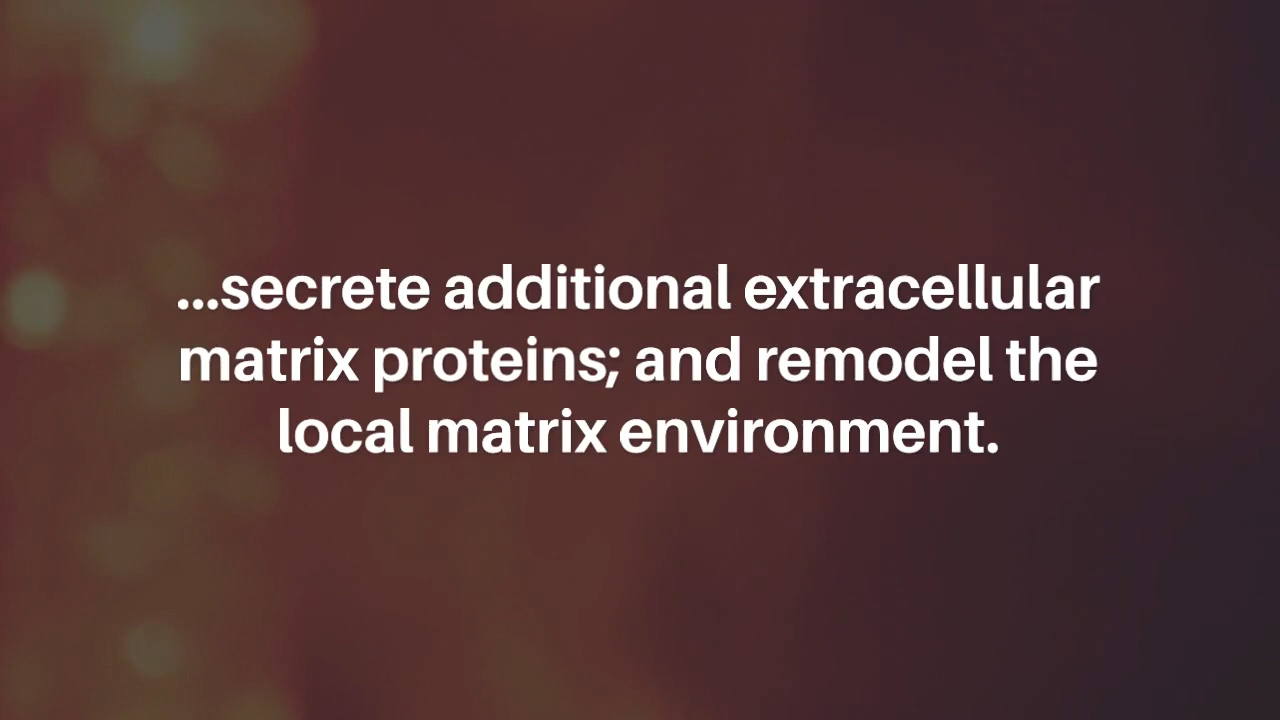 ...secrete additional extracellular
matrix proteins; and remodel the
local matrix environment.